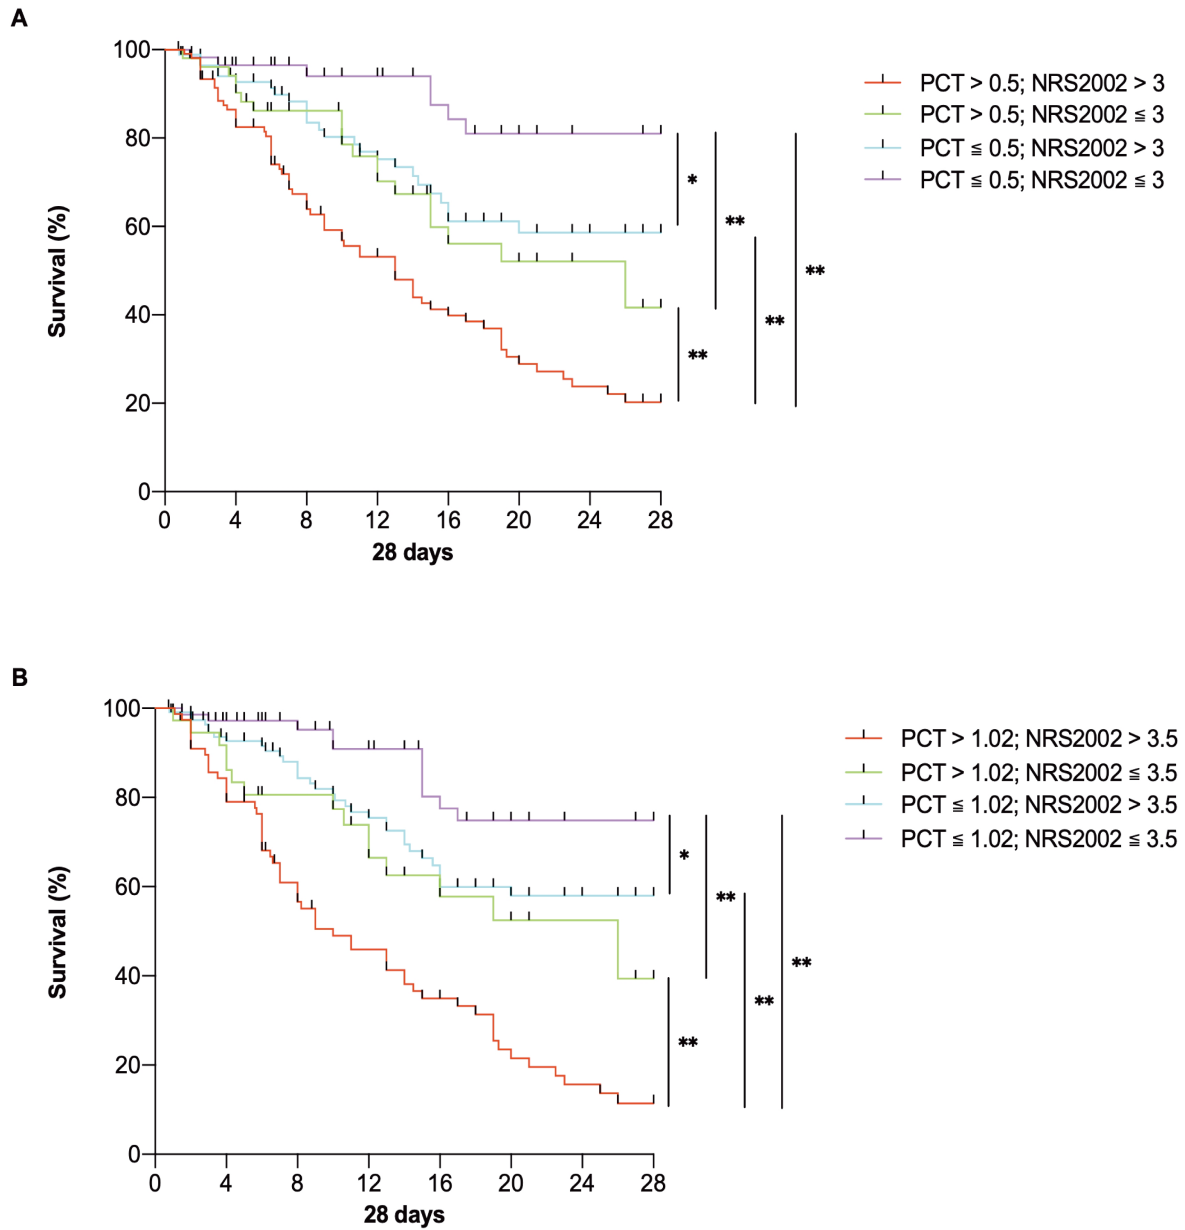 A
100
80
60
40
20
0
0 4 8 12 16 20 24 28
28 days
Survival (%)
PCT > 0.5; NRS2002 > 3
PCT > 0.5; NRS2002 ≦ 3
PCT ≦ 0.5; NRS2002 > 3
PCT ≦ 0.5; NRS2002 ≦ 3
*
**
**
**
**
B
100
80
60
40
20
0
0 4 8 12 16 20 24 28
28 days
Survival (%)
PCT > 1.02; NRS2002 > 3.5
PCT > 1.02; NRS2002 ≦ 3.5
PCT ≦ 1.02; NRS2002 > 3.5
PCT ≦ 1.02; NRS2002 ≦ 3.5
*
**
**
**
**